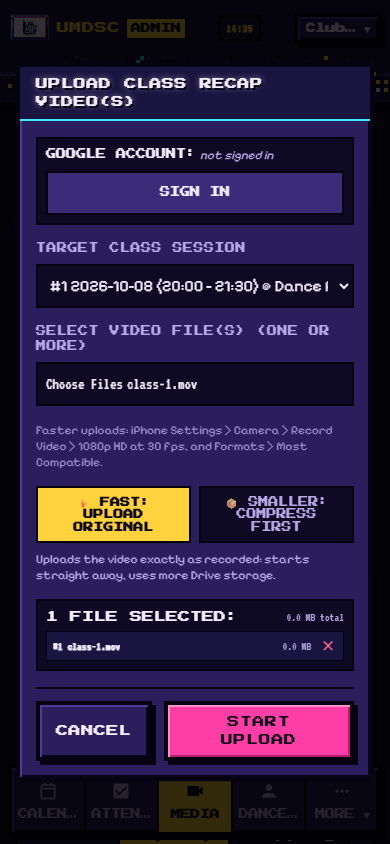 UMDSC ADMIN 16:35 Club… ▼
UPLOAD CLASS RECAP
VIDEO(S)
GOOGLE ACCOUNT: not signed in
SIGN IN
TARGET CLASS SESSION
#1 2026-10-08 (20:00 - 21:30) @ Dance
SELECT VIDEO FILE(S) (ONE OR
MORE)
Choose Files class-1.mov
Faster uploads: iPhone Settings > Camera > Record
Video > 1080p HD at 30 fps, and Formats > Most
Compatible.
FAST:
UPLOAD
ORIGINAL
SMALLER:
COMPRESS
FIRST
Uploads the video exactly as recorded: starts
straight away, uses more Drive storage.
1 FILE SELECTED: 0.0 MB total
#1 class-1.mov 0.0 MB ✕
CANCEL
START
UPLOAD
CALEN… ATTEN… MEDIA DANCE… MORE ▼